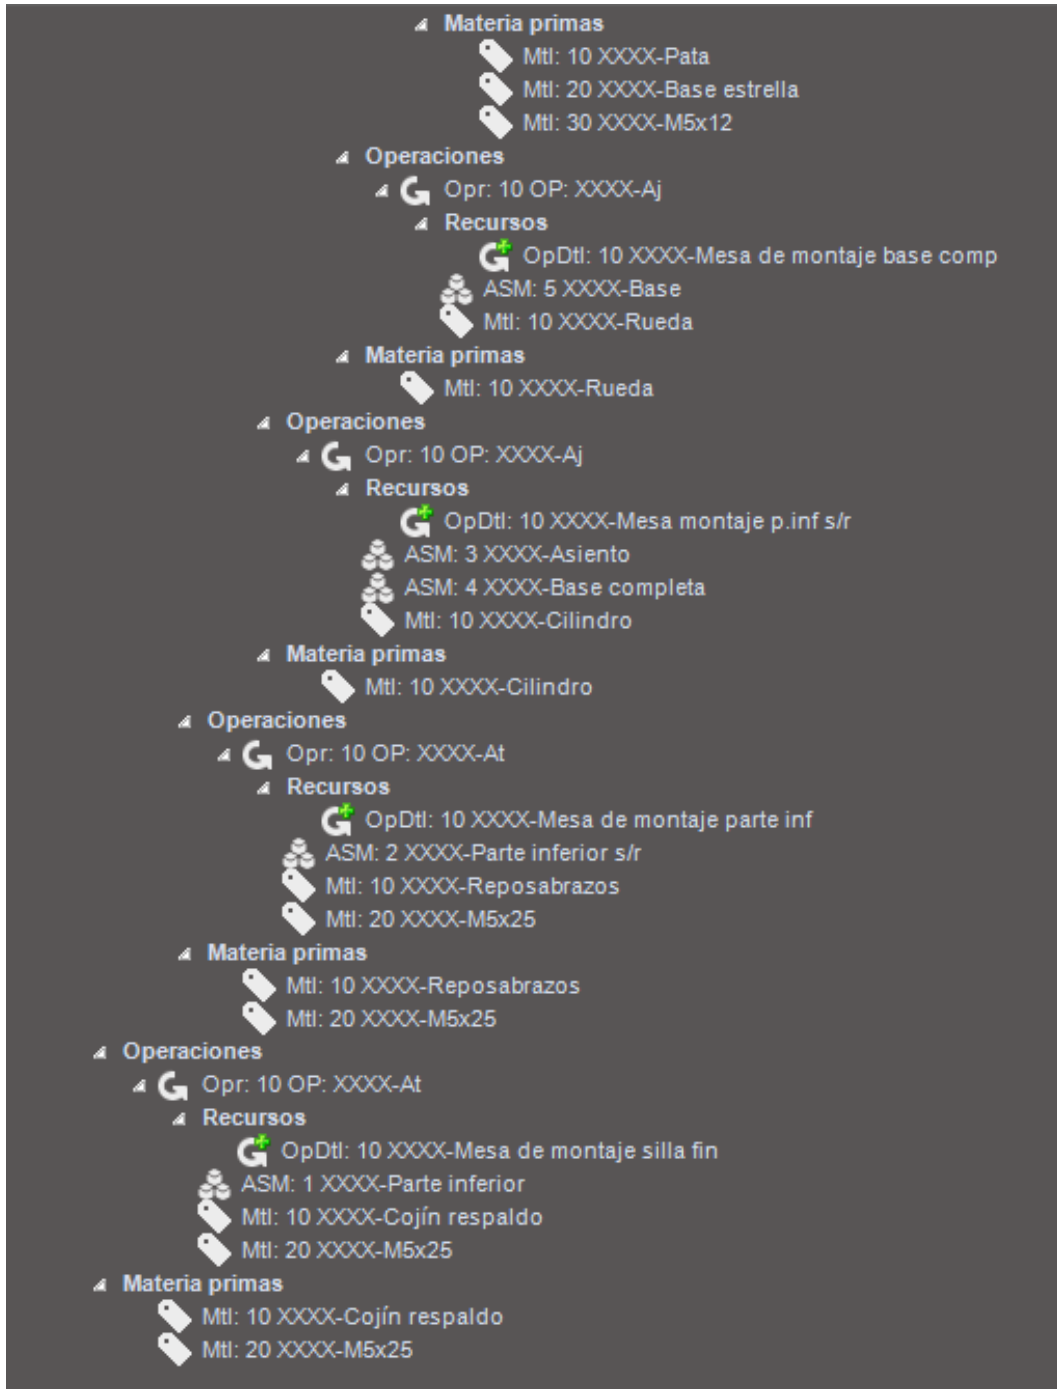 Materia primas
Mtl: 10 XXXX-Pata
Mtl: 20 XXXX-Base estrella
Mtl: 30 XXXX-M5x12
Operaciones
Opr: 10 OP: XXXX-Aj
Recursos
OpDtl: 10 XXXX-Mesa de montaje base comp
ASM: 5 XXXX-Base
Mtl: 10 XXXX-Rueda
Materia primas
Mtl: 10 XXXX-Rueda
Operaciones
Opr: 10 OP: XXXX-Aj
Recursos
OpDtl: 10 XXXX-Mesa montaje p.inf s/r
ASM: 3 XXXX-Asiento
ASM: 4 XXXX-Base completa
Mtl: 10 XXXX-Cilindro
Materia primas
Mtl: 10 XXXX-Cilindro
Operaciones
Opr: 10 OP: XXXX-At
Recursos
OpDtl: 10 XXXX-Mesa de montaje parte inf
ASM: 2 XXXX-Parte inferior s/r
Mtl: 10 XXXX-Reposabrazos
Mtl: 20 XXXX-M5x25
Materia primas
Mtl: 10 XXXX-Reposabrazos
Mtl: 20 XXXX-M5x25
Operaciones
Opr: 10 OP: XXXX-At
Recursos
OpDtl: 10 XXXX-Mesa de montaje silla fin
ASM: 1 XXXX-Parte inferior
Mtl: 10 XXXX-Cojín respaldo
Mtl: 20 XXXX-M5x25
Materia primas
Mtl: 10 XXXX-Cojín respaldo
Mtl: 20 XXXX-M5x25